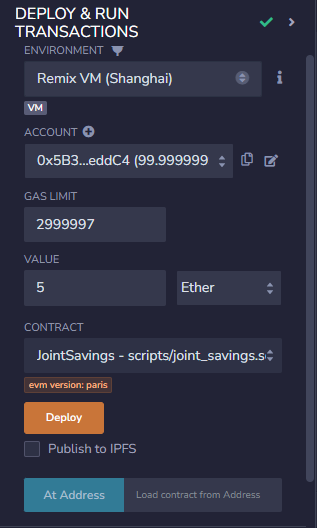 DEPLOY & RUN
TRANSACTIONS
ENVIRONMENT
Remix VM (Shanghai)
VM
ACCOUNT
0x5B3...eddC4 (99.999999
GAS LIMIT
2999997
VALUE
5 Ether
CONTRACT
JointSavings - scripts/joint_savings.s
evm version: paris
Deploy
Publish to IPFS
At Address Load contract from Address